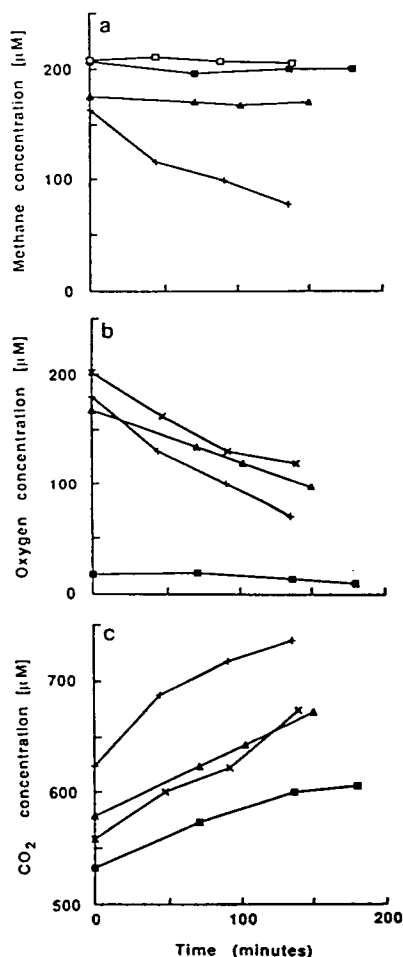 a
Methane concentration [µM]
200
100
0
b
Oxygen concentration [µM]
200
100
0
c
CO2 concentration [µM]
700
600
500
0
100
200
Time (minutes)